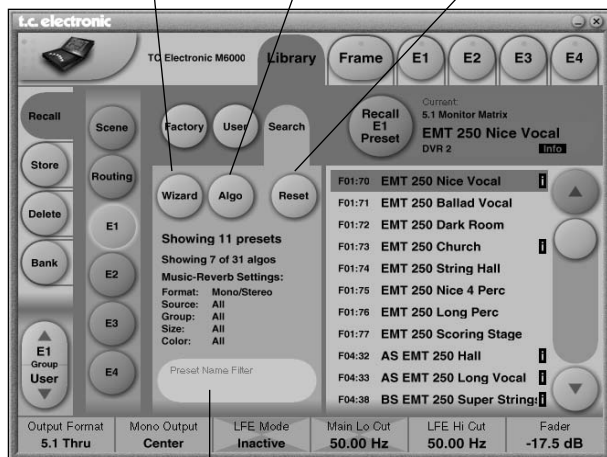 t.c. electronic
TC Electronic M6000
Library
Frame
E1
E2
E3
E4
Recall
Store
Delete
Bank
E1
Group
User
Scene
Routing
E1
E2
E3
E4
Factory
User
Search
Wizard
Algo
Reset
Showing 11 presets
Showing 7 of 31 algos
Music-Reverb Settings:
Format: Mono/Stereo
Source: All
Group: All
Size: All
Color: All
Preset Name Filter
Recall
E1
Preset
Current:
5.1 Monitor Matrix
EMT 250 Nice Vocal
DVR 2 Info
F01:70 EMT 250 Nice Vocal i
F01:71 EMT 250 Ballad Vocal
F01:72 EMT 250 Dark Room
F01:73 EMT 250 Church i
F01:74 EMT 250 String Hall
F01:75 EMT 250 Nice 4 Perc
F01:76 EMT 250 Long Perc
F01:77 EMT 250 Scoring Stage
F04:32 AS EMT 250 Hall i
F04:33 AS EMT 250 Long Vocal i
F04:38 BS EMT 250 Super Strings i
Output Format
5.1 Thru
Mono Output
Center
LFE Mode
Inactive
Main Lo Cut
50.00 Hz
LFE Hi Cut
50.00 Hz
Fader
-17.5 dB